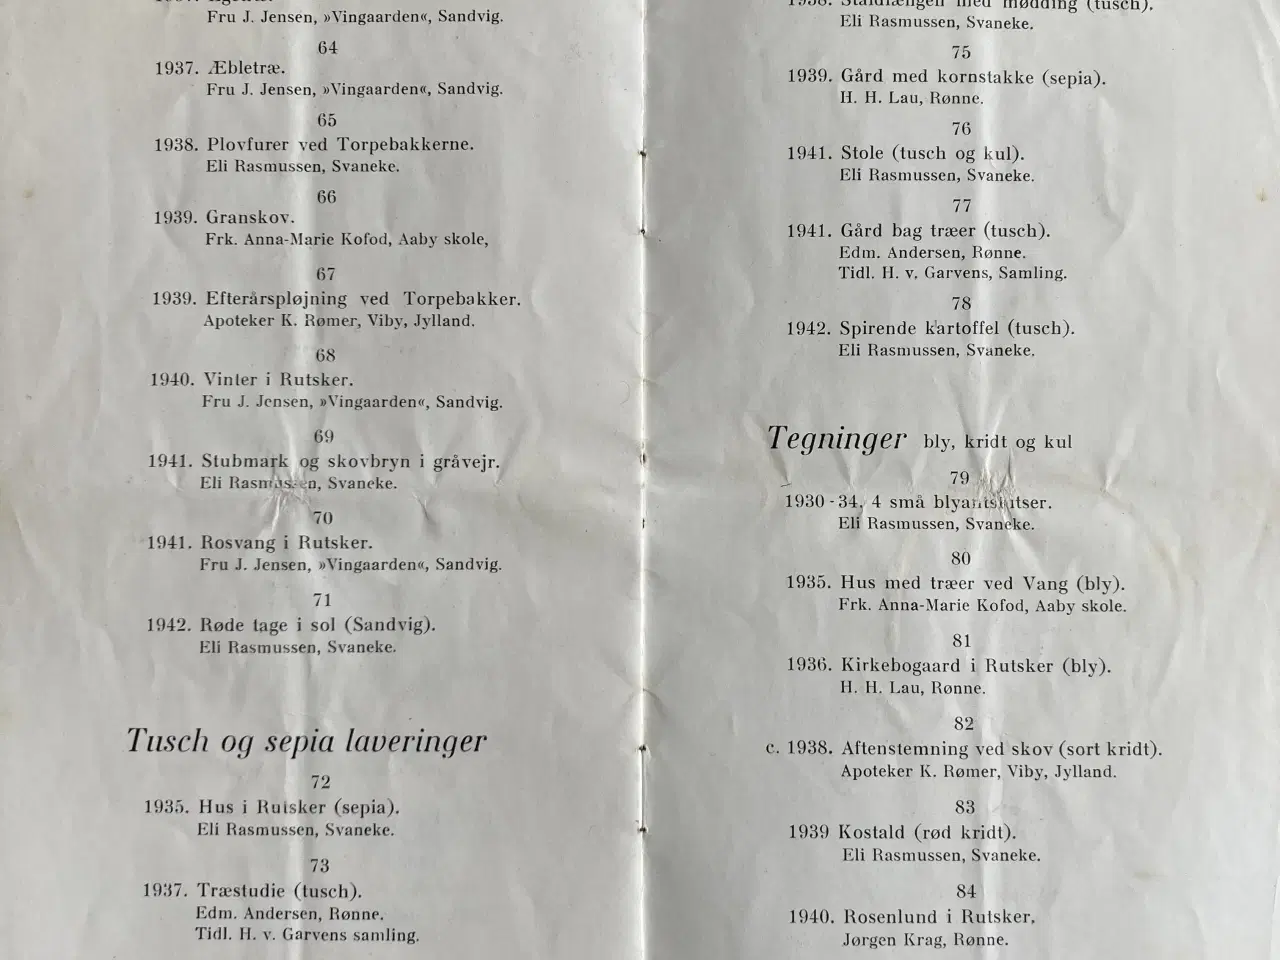 Fru J. Jensen, »Vingaarden«, Sandvig.
64
1937. Æbletræ.
Fru J. Jensen, »Vingaarden«, Sandvig.
65
1938. Plovfurer ved Torpebakkerne.
Eli Rasmussen, Svaneke.
66
1939. Granskov.
Frk. Anna-Marie Kofod, Aaby skole,
67
1939. Efterårspløjning ved Torpebakker.
Apoteker K. Rømer, Viby, Jylland.
68
1940. Vinter i Rutsker.
Fru J. Jensen, »Vingaarden«, Sandvig.
69
1941. Stubmark og skovbryn i gråvejr.
Eli Rasmussen, Svaneke.
70
1941. Rosvang i Rutsker.
Fru J. Jensen, »Vingaarden«, Sandvig.
71
1942. Røde tage i sol (Sandvig).
Eli Rasmussen, Svaneke.
Tusch og sepia laveringer
72
1935. Hus i Rutsker (sepia).
Eli Rasmussen, Svaneke.
73
1937. Træstudie (tusch).
Edm. Andersen, Rønne.
Tidl. H. v. Garvens samling.
1938. Staldlængen med mødding (tusch).
Eli Rasmussen, Svaneke.
75
1939. Gård med kornstakke (sepia).
H. H. Lau, Rønne.
76
1941. Stole (tusch og kul).
Eli Rasmussen, Svaneke.
77
1941. Gård bag træer (tusch).
Edm. Andersen, Rønne.
Tidl. H. v. Garvens, Samling.
78
1942. Spirende kartoffel (tusch).
Eli Rasmussen, Svaneke.
Tegninger bly, kridt og kul
79
1930-34, 4 små blyantskitser.
Eli Rasmussen, Svaneke.
80
1935. Hus med træer ved Vang (bly).
Frk. Anna-Marie Kofod, Aaby skole.
81
1936. Kirkebogaard i Rutsker (bly).
H. H. Lau, Rønne.
82
c. 1938. Aftenstemning ved skov (sort kridt).
Apoteker K. Rømer, Viby, Jylland.
83
1939 Kostald (rød kridt).
Eli Rasmussen, Svaneke.
84
1940. Rosenlund i Rutsker.
Jørgen Krag, Rønne.